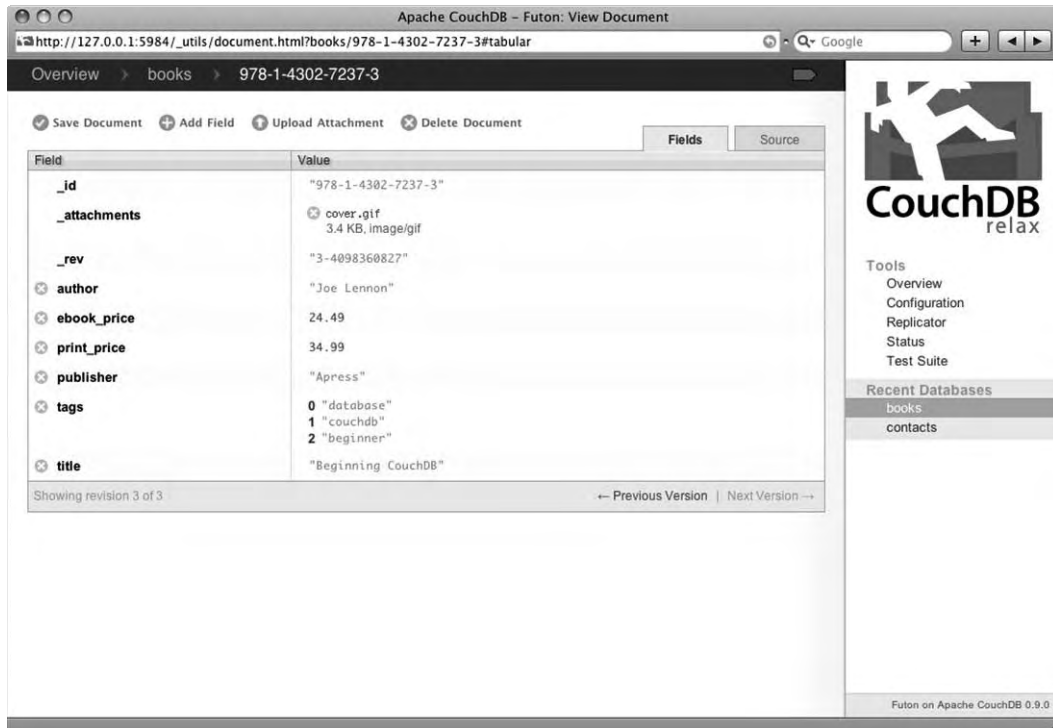 Apache CouchDB – Futon: View Document
http://127.0.0.1:5984/_utils/document.html?books/978-1-4302-7237-3#tabular
Google
Overview
books
978-1-4302-7237-3
Save Document
Add Field
Upload Attachment
Delete Document
Fields
Source
Field Value
_id "978-1-4302-7237-3"
_attachments cover.gif
3.4 KB, image/gif
_rev "3-4098360827"
author "Joe Lennon"
ebook_price 24.49
print_price 34.99
publisher "Apress"
tags 0 "database"
1 "couchdb"
2 "beginner"
title "Beginning CouchDB"
Showing revision 3 of 3
← Previous Version | Next Version →
CouchDB
relax
Tools
Overview
Configuration
Replicator
Status
Test Suite
Recent Databases
books
contacts
Futon on Apache CouchDB 0.9.0